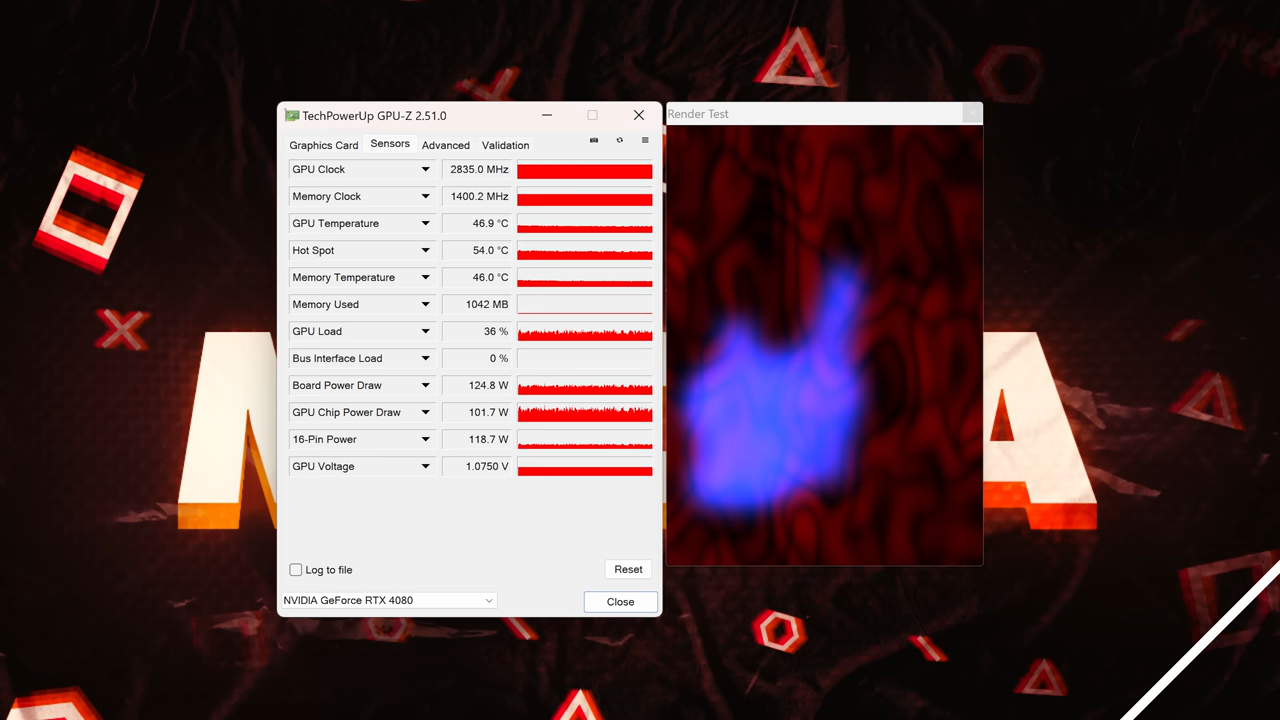 TechPowerUp GPU-Z 2.51.0
Graphics Card Sensors Advanced Validation
GPU Clock 2835.0 MHz
Memory Clock 1400.2 MHz
GPU Temperature 46.9 °C
Hot Spot 54.0 °C
Memory Temperature 46.0 °C
Memory Used 1042 MB
GPU Load 36 %
Bus Interface Load 0 %
Board Power Draw 124.8 W
GPU Chip Power Draw 101.7 W
16-Pin Power 118.7 W
GPU Voltage 1.0750 V
Log to file Reset
NVIDIA GeForce RTX 4080 Close
Render Test
A